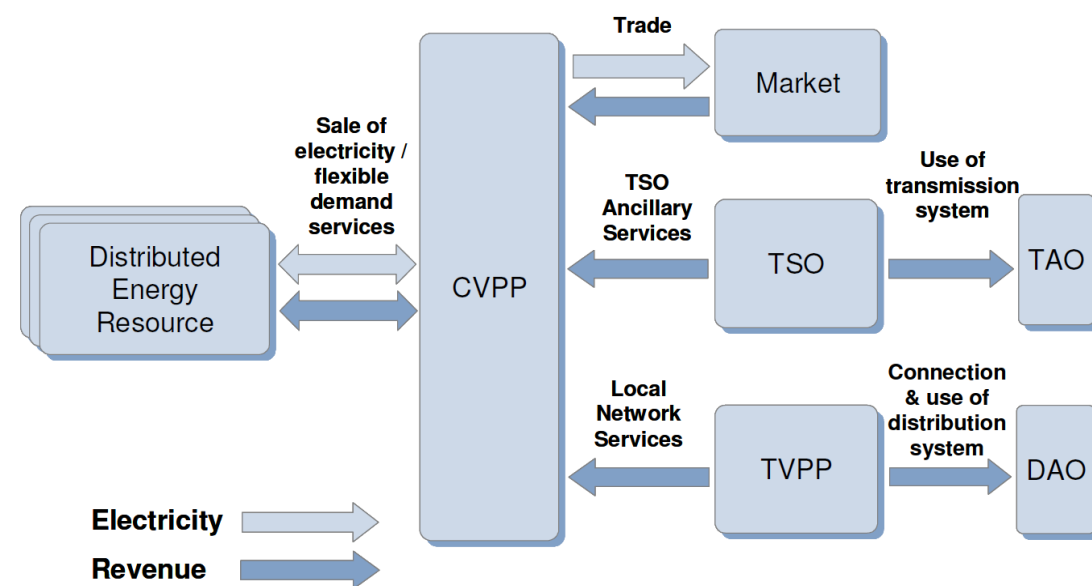 Trade
Market
Sale of
electricity /
flexible
demand
services
TSO
Ancillary
Services
Use of
transmission
system
Distributed
Energy
Resource
CVPP
TSO
TAO
Local
Network
Services
Connection
& use of
distribution
system
TVPP
DAO
Electricity
Revenue